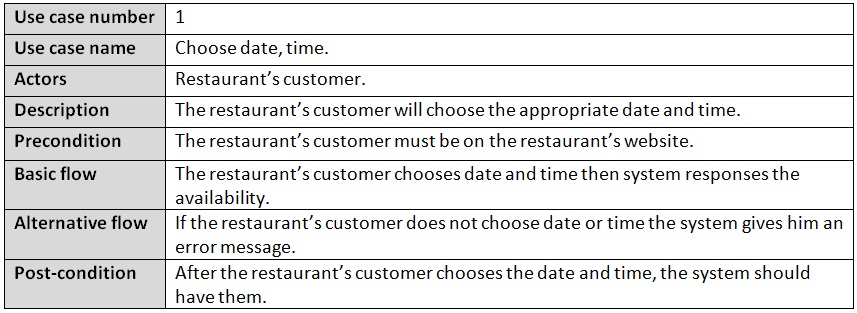 Use case number 1
Use case name Choose date, time.
Actors Restaurant’s customer.
Description The restaurant’s customer will choose the appropriate date and time.
Precondition The restaurant’s customer must be on the restaurant’s website.
Basic flow The restaurant’s customer chooses date and time then system responses the
availability.
Alternative flow If the restaurant’s customer does not choose date or time the system gives him an
error message.
Post-condition After the restaurant’s customer chooses the date and time, the system should
have them.